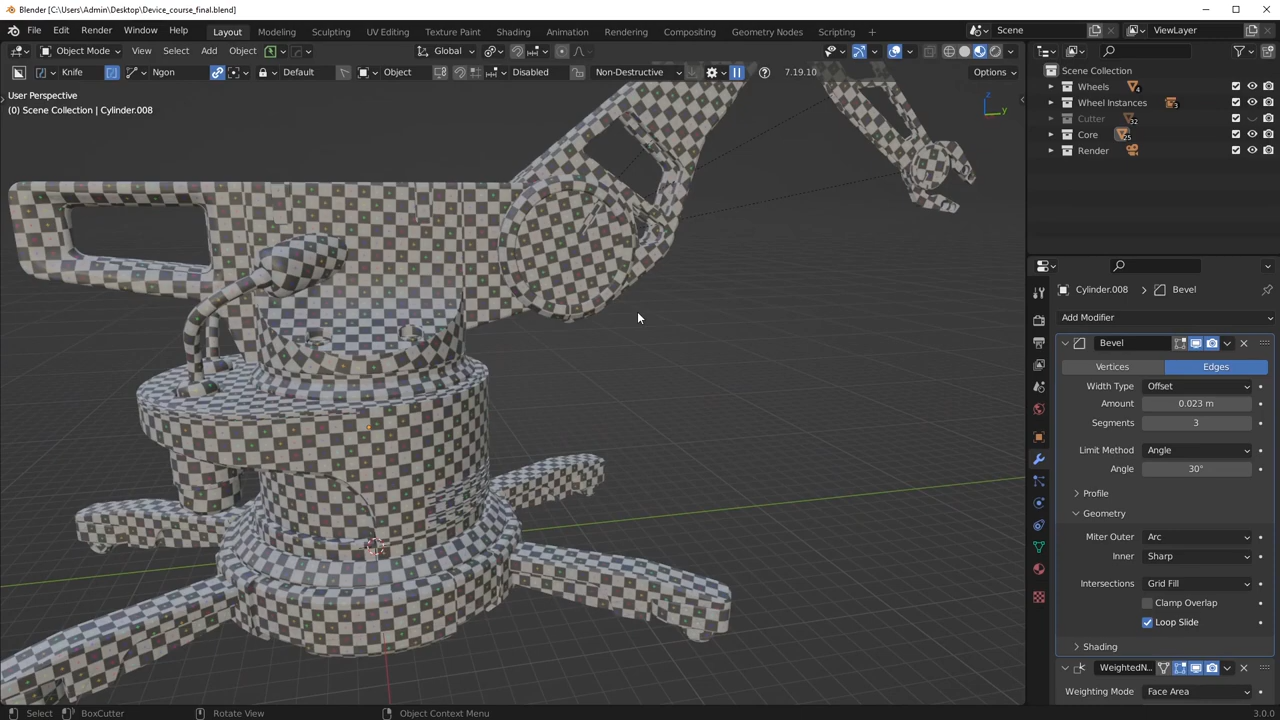 Blender [C:\Users\Admin\Desktop\Device_course_final.blend]
File Edit Render Window Help Layout Modeling Sculpting UV Editing Texture Paint Shading Animation Rendering Compositing Geometry Nodes Scripting + Scene ViewLayer
Object Mode View Select Add Object Global
Knife Ngon Default Object Disabled Non-Destructive 7.19.10 Options
User Perspective
(0) Scene Collection | Cylinder.008
z
y
Scene Collection
Wheels 4
Wheel Instances 3
Cutter 32
Core 25
Render
Cylinder.008 > Bevel
Add Modifier
Bevel
Vertices Edges
Width Type Offset
Amount 0.023 m
Segments 3
Limit Method Angle
Angle 30°
Profile
Geometry
Miter Outer Arc
Inner Sharp
Intersections Grid Fill
Clamp Overlap
Loop Slide
Shading
WeightedN...
Weighting Mode Face Area
Select BoxCutter Rotate View Object Context Menu 3.0.0